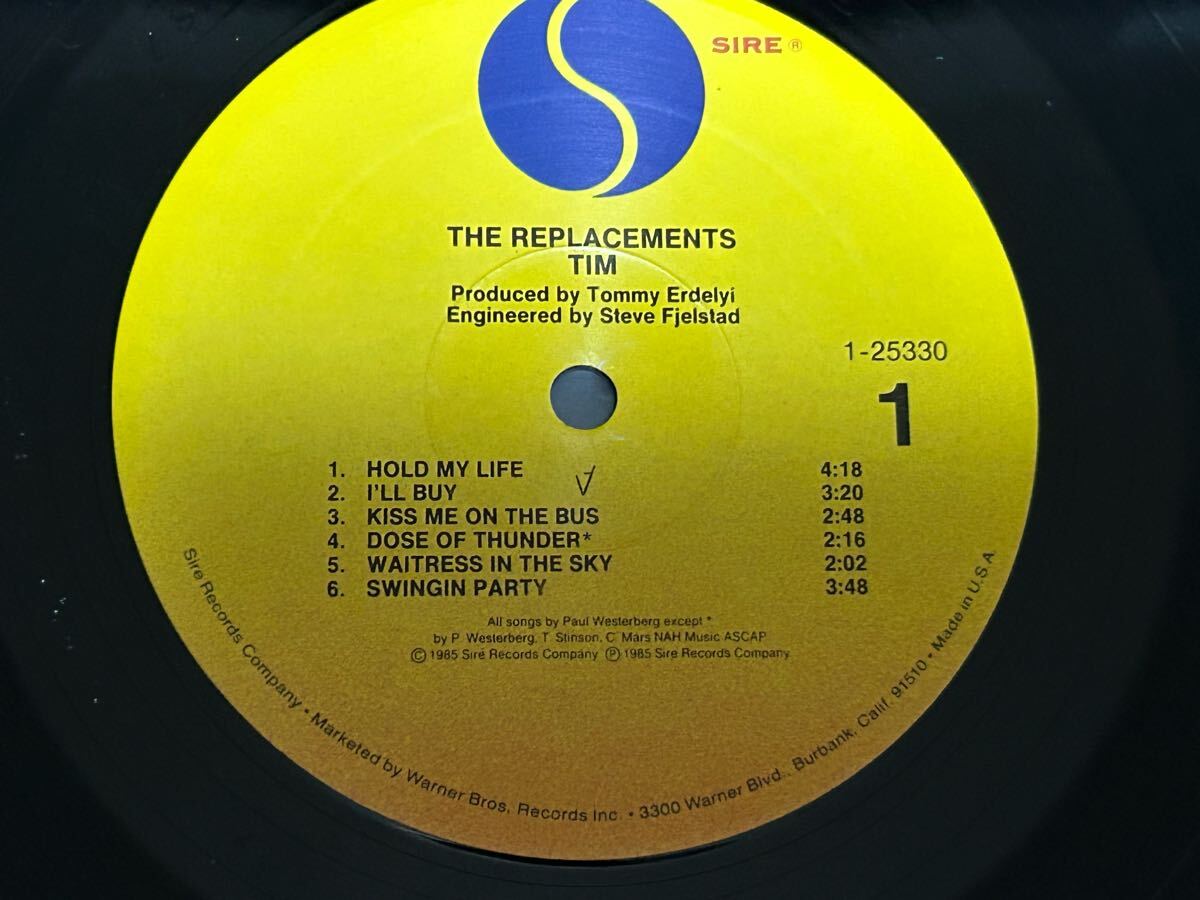 SIRE ®
THE REPLACEMENTS
TIM
Produced by Tommy Erdelyi
Engineered by Steve Fjelstad
1-25330
1
1. HOLD MY LIFE 4:18
2. I'LL BUY 3:20
3. KISS ME ON THE BUS 2:48
4. DOSE OF THUNDER* 2:16
5. WAITRESS IN THE SKY 2:02
6. SWINGIN PARTY 3:48
All songs by Paul Westerberg except *
by P. Westerberg, T. Stinson, C. Mars NAH Music ASCAP
© 1985 Sire Records Company ℗ 1985 Sire Records Company
Sire Records Company • Marketed by Warner Bros. Records Inc. • 3300 Warner Blvd., Burbank, Calif. 91510 • Made in U.S.A.